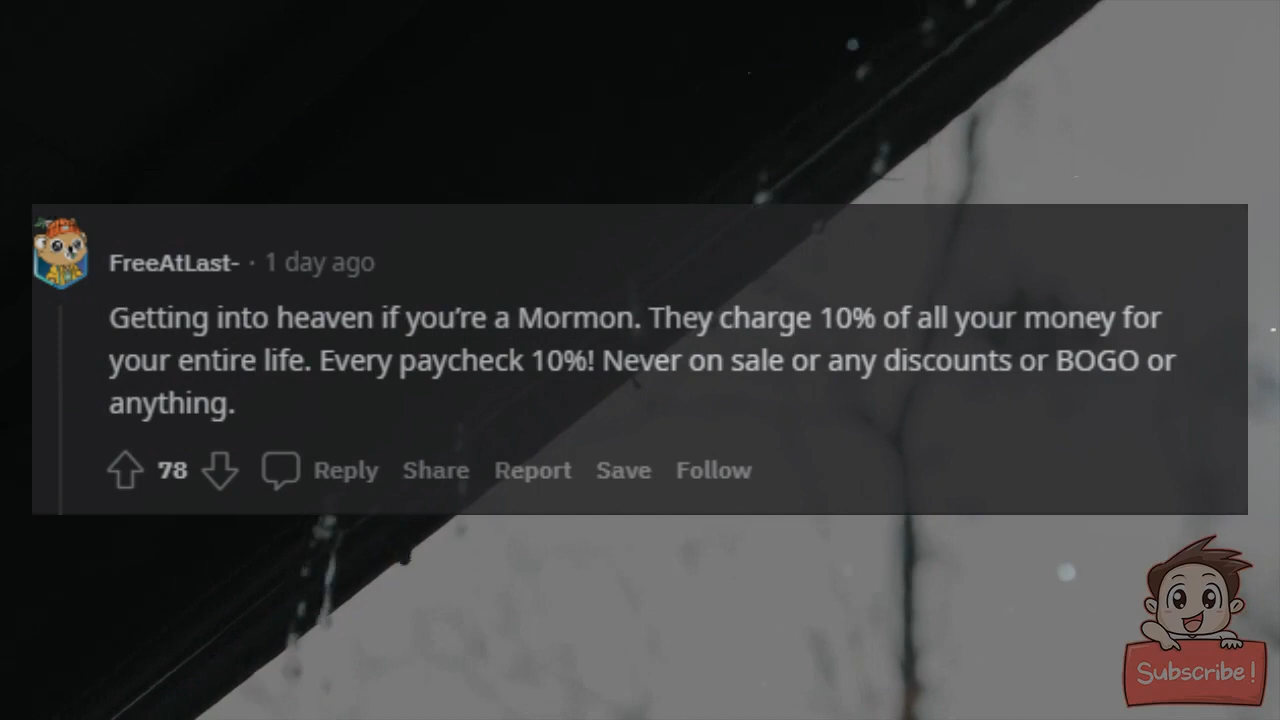 FreeAtLast- · 1 day ago
Getting into heaven if you’re a Mormon. They charge 10% of all your money for
your entire life. Every paycheck 10%! Never on sale or any discounts or BOGO or
anything.
78 Reply Share Report Save Follow
Subscribe!